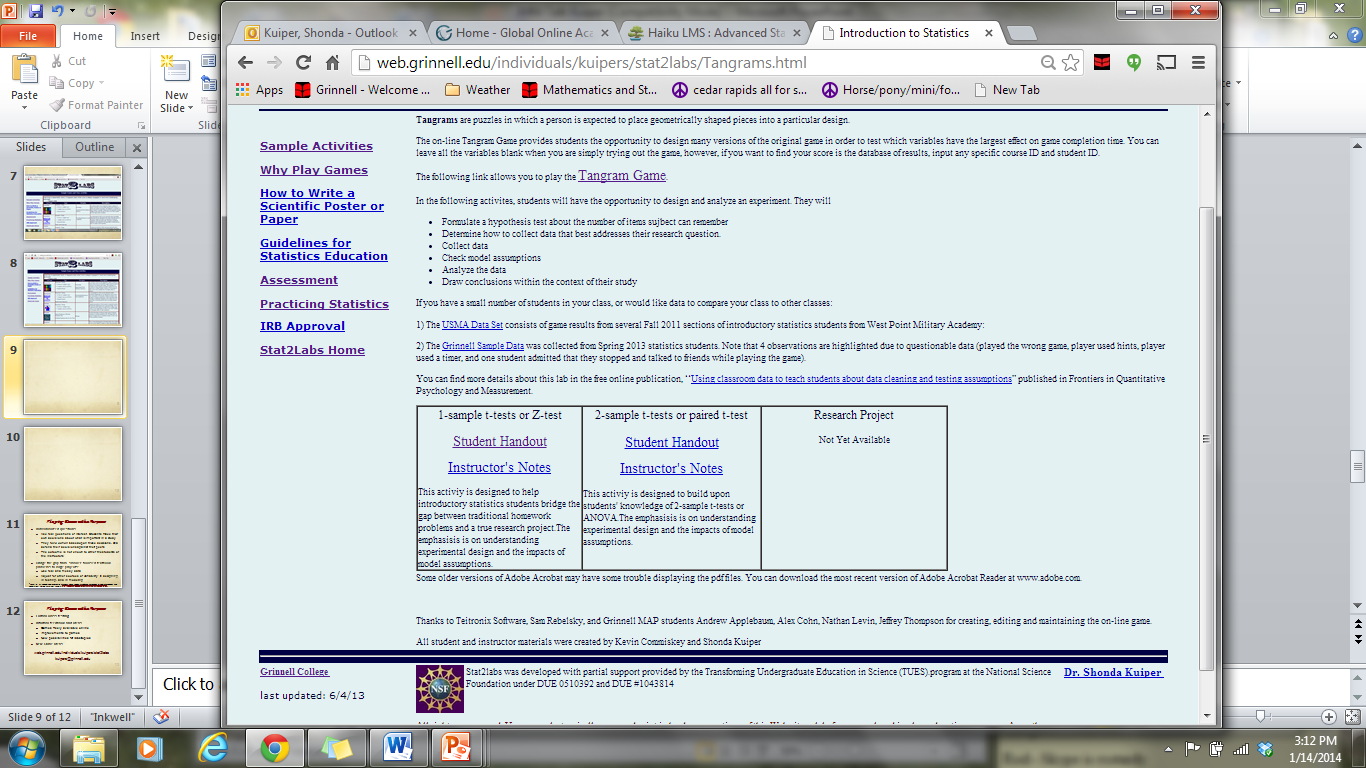 Kuiper, Shonda - Outlook
Home - Global Online Aca
Haiku LMS : Advanced Sta
Introduction to Statistics
File
Home
Insert
Design
web.grinnell.edu/individuals/kuipers/stat2labs/Tangrams.html
Apps
Grinnell - Welcome ...
Weather
Mathematics and St...
cedar rapids all for s...
Horse/pony/mini/fo...
New Tab
Paste
Cut
Copy
Format Painter
Clipboard
New
Slide
Slides
Outline
7
8
9
10
11
12
Sample Activities
Why Play Games
How to Write a
Scientific Poster or
Paper
Guidelines for
Statistics Education
Assessment
Practicing Statistics
IRB Approval
Stat2Labs Home
Tangrams are puzzles in which a person is expected to place geometrically shaped pieces into a particular design.
The on-line Tangram Game provides students the opportunity to design many versions of the original game in order to test which variables have the largest effect on game completion time. You can
leave all the variables blank when you are simply trying out the game, however, if you want to find your score is the database of results, input any specific course ID and student ID.
The following link allows you to play the Tangram Game.
In the following activites, students will have the opportunity to design and analyze an experiment. They will
• Formulate a hypothesis test about the number of items sujbect can remember
• Determine how to collect data that best addresses their research question.
• Collect data
• Check model assumptions
• Analyze the data
• Draw conclusions within the context of their study
If you have a small number of students in your class, or would like data to compare your class to other classes:
1) The USMA Data Set consists of game results from several Fall 2011 sections of introductory statistics students from West Point Military Academy:
2) The Grinnell Sample Data was collected from Spring 2013 statistics students. Note that 4 observations are highlighted due to questionable data (played the wrong game, player used hints, player
used a timer, and one student admitted that they stopped and talked to friends while playing the game).
You can find more details about this lab in the free online publication, "Using classroom data to teach students about data cleaning and testing assumptions" published in Frontiers in Quantitative
Psychology and Measurement.
1-sample t-tests or Z-test
Student Handout
Instructor's Notes
This activiy is designed to help
introductory statistics students bridge the
gap between traditional homework
problems and a true research project.The
emphasisis is on understanding
experimental design and the impacts of
model assumptions.
2-sample t-tests or paired t-test
Student Handout
Instructor's Notes
This activiy is designed to build upon
students' knowledge of 2-sample t-tests or
ANOVA.The emphasisis is on understanding
experimental design and the impacts of model
assumptions.
Research Project
Not Yet Available
Some older versions of Adobe Acrobat may have some trouble displaying the pdf files. You can download the most recent version of Adobe Acrobat Reader at www.adobe.com.
Thanks to Teitronix Software, Sam Rebelsky, and Grinnell MAP students Andrew Applebaum, Alex Cohn, Nathan Levin, Jeffrey Thompson for creating, editing and maintaining the on-line game.
All student and instructor materials were created by Kevin Commiskey and Shonda Kuiper
Grinnell College
last updated: 6/4/13
NSF
Stat2labs was developed with partial support provided by the Transforming Undergraduate Education in Science (TUES) program at the National Science
Foundation under DUE 0510392 and DUE #1043814
Dr. Shonda Kuiper
Click to
Slide 9 of 12
"Inkwell"
3:12 PM
1/14/2014